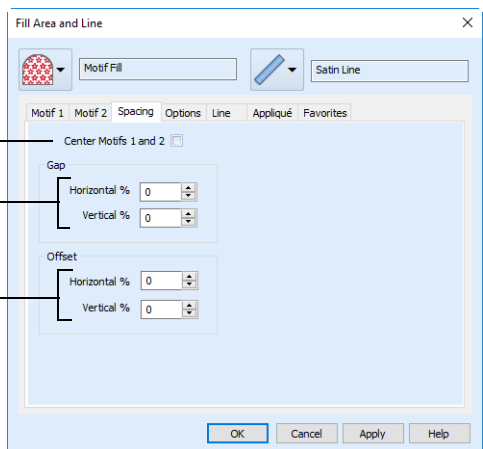 Fill Area and Line
Motif Fill
Satin Line
Motif 1 Motif 2 Spacing Options Line Appliqué Favorites
Center Motifs 1 and 2
Gap
Horizontal % 0
Vertical % 0
Offset
Horizontal % 0
Vertical % 0
OK Cancel Apply Help